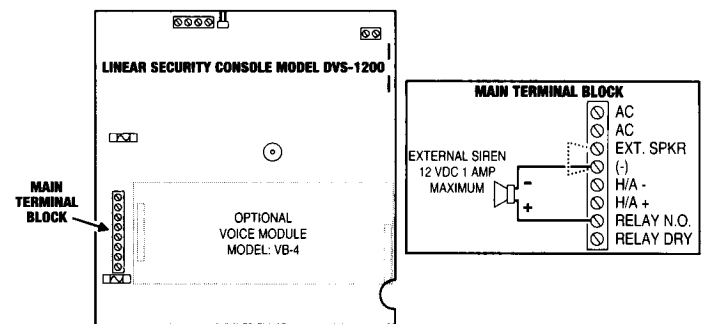 LINEAR SECURITY CONSOLE MODEL DVS-1200
MAIN
TERMINAL
BLOCK
OPTIONAL
VOICE MODULE
MODEL: VB-4
MAIN TERMINAL BLOCK
AC
AC
EXT. SPKR
(-)
H/A -
H/A +
RELAY N.O.
RELAY DRY
EXTERNAL SIREN
12 VDC 1 AMP
MAXIMUM
-
+